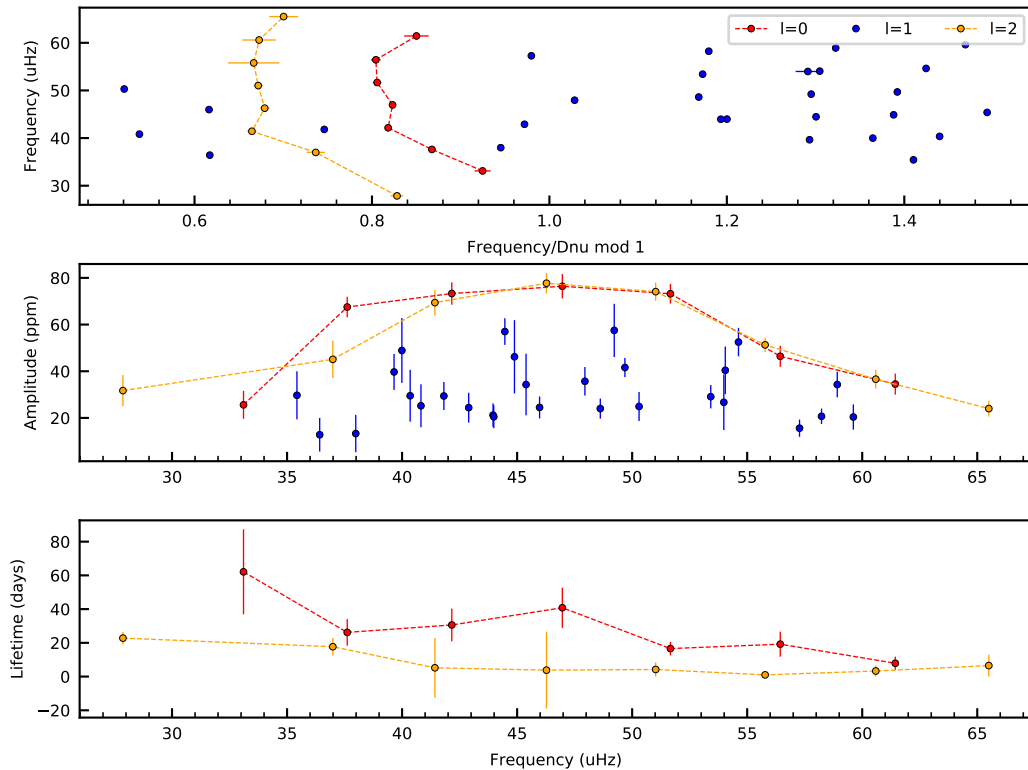 l=0 l=1 l=2
60
50
40
30
Frequency (uHz)
0.6 0.8 1.0 1.2 1.4
Frequency/Dnu mod 1
80
60
40
20
Amplitude (ppm)
30 35 40 45 50 55 60 65
80
60
40
20
0
−20
Lifetime (days)
30 35 40 45 50 55 60 65
Frequency (uHz)